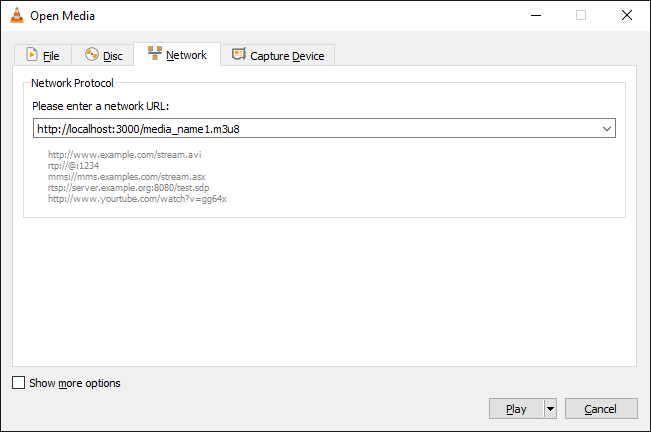 Open Media
File Disc Network Capture Device
Network Protocol
Please enter a network URL:
http://localhost:3000/media_name1.m3u8
http://www.example.com/stream.avi
rtp://@:1234
mms://mms.examples.com/stream.asx
rtsp://server.example.org:8080/test.sdp
http://www.yourtube.com/watch?v=gg64x
Show more options
Play Cancel